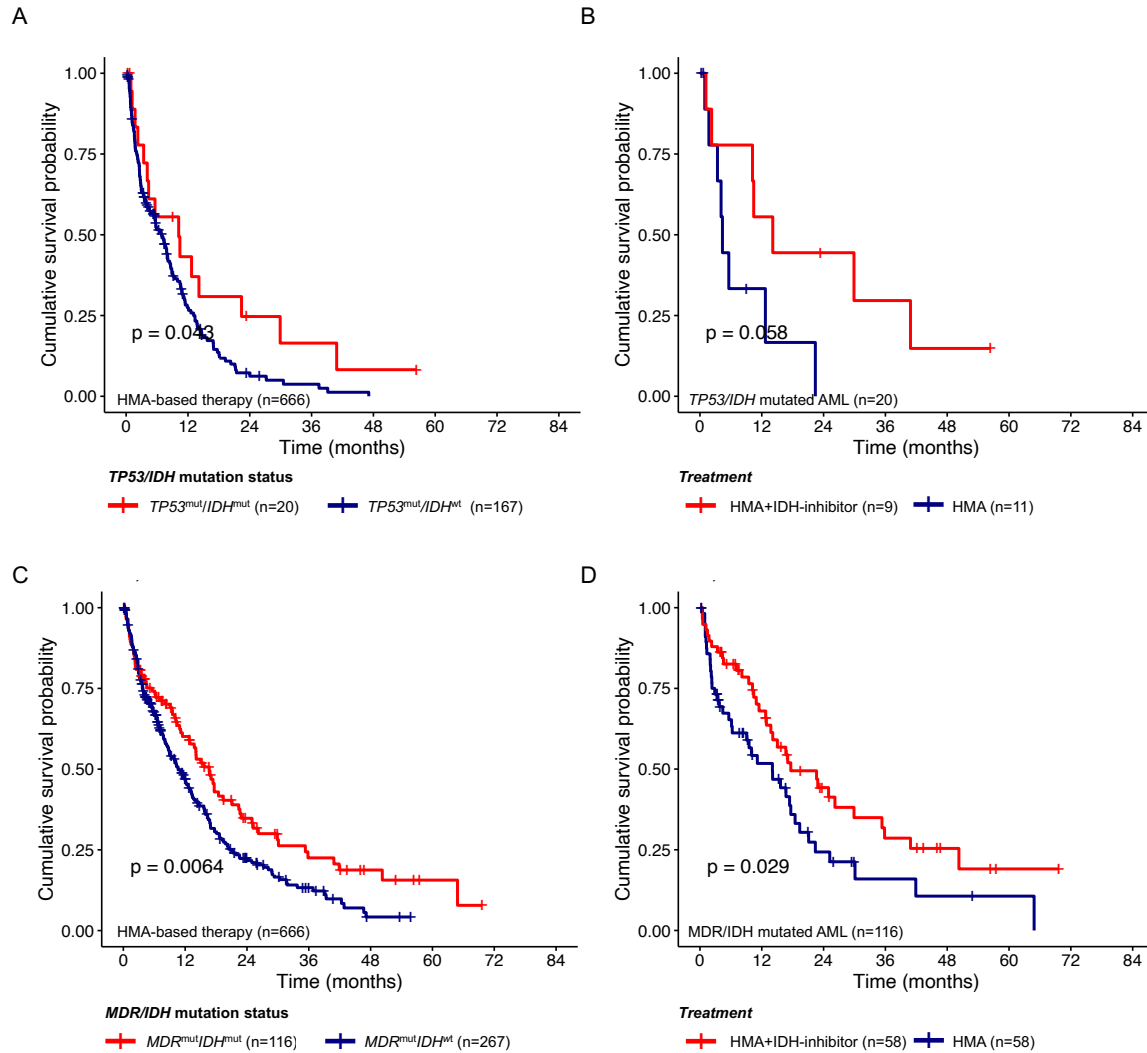 A
Cumulative survival probability
1.00
0.75
0.50
0.25
0.00
p = 0.043
HMA-based therapy (n=666)
0 12 24 36 48 60 72 84
Time (months)
TP53/IDH mutation status
TP53mut/IDHmut (n=20) TP53mut/IDHwt (n=167)
B
Cumulative survival probability
1.00
0.75
0.50
0.25
0.00
p = 0.058
TP53/IDH mutated AML (n=20)
0 12 24 36 48 60 72 84
Time (months)
Treatment
HMA+IDH-inhibitor (n=9) HMA (n=11)
C
Cumulative survival probability
1.00
0.75
0.50
0.25
0.00
p = 0.0064
HMA-based therapy (n=666)
0 12 24 36 48 60 72 84
Time (months)
MDR/IDH mutation status
MDRmutIDHmut (n=116) MDRmutIDHwt (n=267)
D
Cumulative survival probability
1.00
0.75
0.50
0.25
0.00
p = 0.029
MDR/IDH mutated AML (n=116)
0 12 24 36 48 60 72 84
Time (months)
Treatment
HMA+IDH-inhibitor (n=58) HMA (n=58)